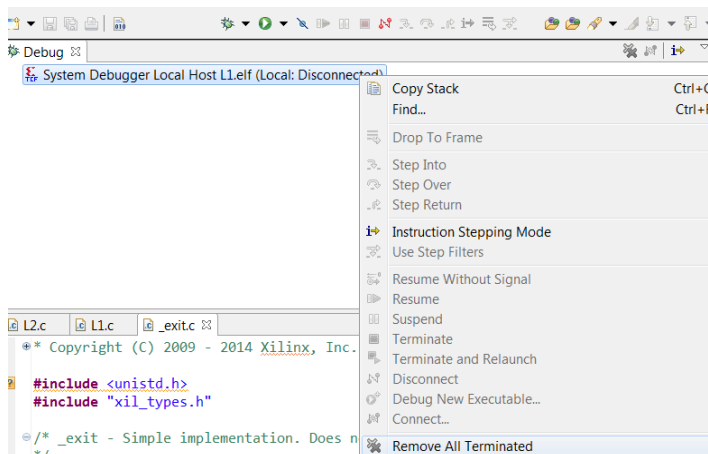 010
Debug
TCF System Debugger Local Host L1.elf (Local: Disconnected)
Copy Stack Ctrl+
Find... Ctrl+
Drop To Frame
Step Into
Step Over
Step Return
Instruction Stepping Mode
Use Step Filters
Resume Without Signal
Resume
Suspend
Terminate
Terminate and Relaunch
Disconnect
Debug New Executable...
Connect...
Remove All Terminated
L2.c L1.c _exit.c
* Copyright (C) 2009 - 2014 Xilinx, Inc.
#include <unistd.h>
#include "xil_types.h"
/* _exit - Simple implementation. Does